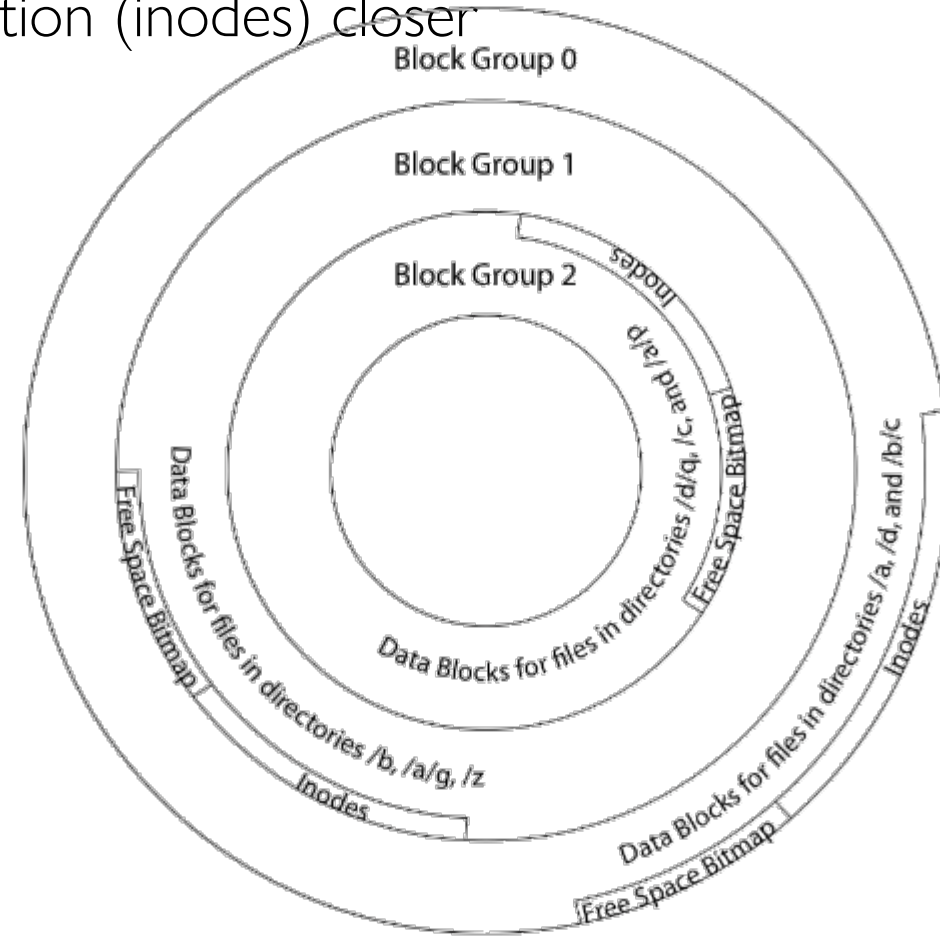 tion (inodes) closer
Block Group 0
Block Group 1
Block Group 2
Inodes
Free Space Bitmap
Data Blocks for files in directories /d/q, /c, and /a/p
Free Space Bitmap
Inodes
Data Blocks for files in directories /b, /a/g, /z
Data Blocks for files in directories /a, /d, and /b/c
Inodes
Free Space Bitmap